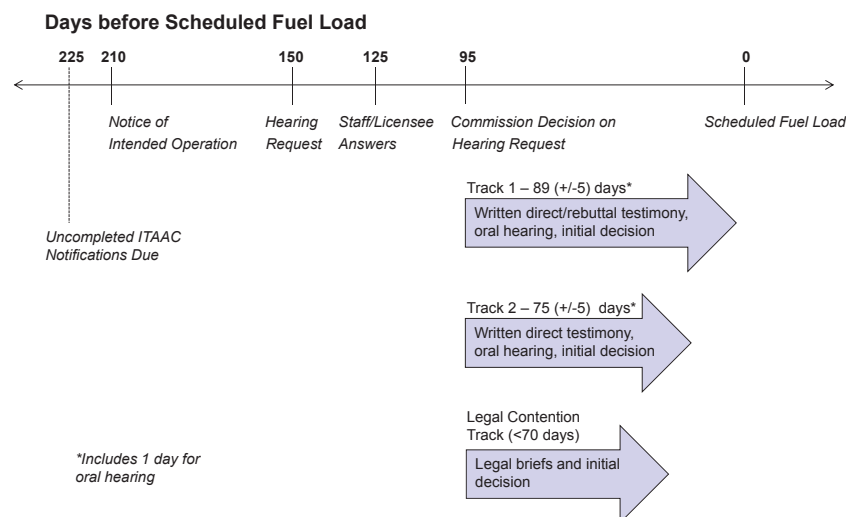 Days before Scheduled Fuel Load
225 210 150 125 95 0
Notice of
Intended Operation
Hearing
Request
Staff/Licensee
Answers
Commission Decision on
Hearing Request
Scheduled Fuel Load
Uncompleted ITAAC
Notifications Due
Track 1 – 89 (+/-5) days*
Written direct/rebuttal testimony,
oral hearing, initial decision
Track 2 – 75 (+/-5) days*
Written direct testimony,
oral hearing, initial decision
Legal Contention
Track (<70 days)
Legal briefs and initial
decision
*Includes 1 day for
oral hearing